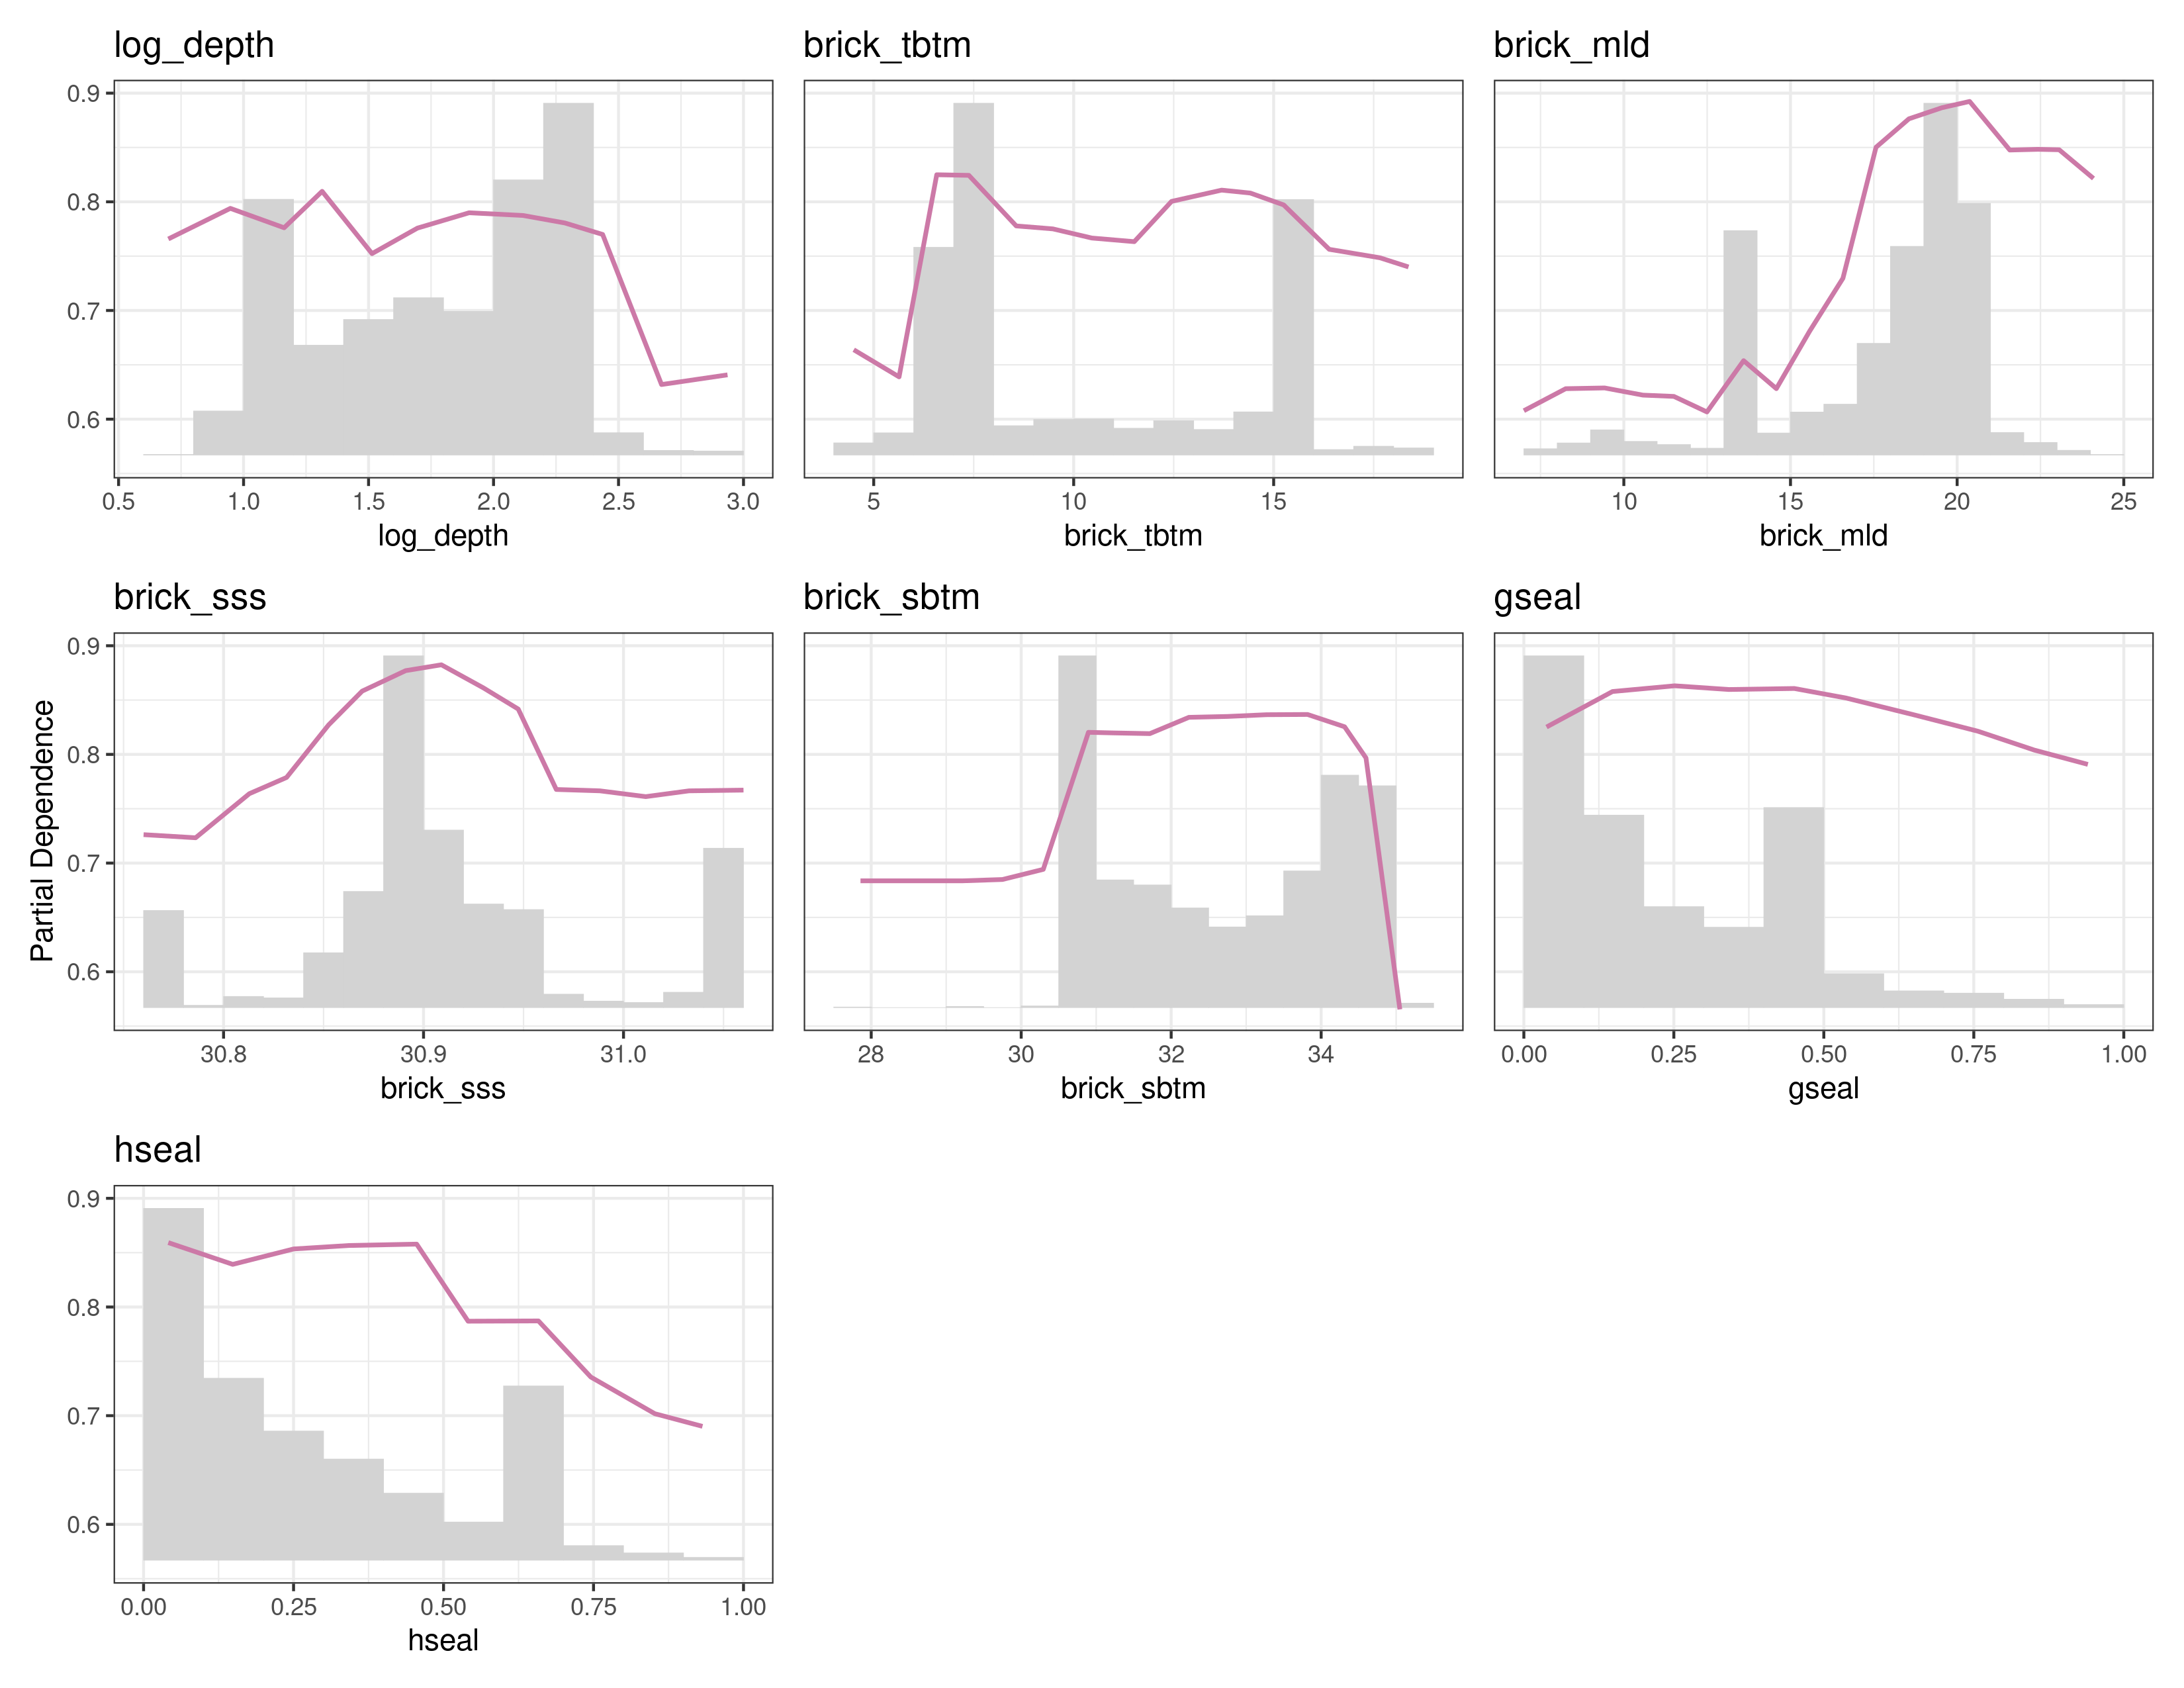 log_depth
brick_tbtm
brick_mld
0.9
0.8
0.7
0.6
0.5 1.0 1.5 2.0 2.5 3.0
5 10 15
10 15 20 25
log_depth
brick_tbtm
brick_mld
brick_sss
brick_sbtm
gseal
Partial Dependence
0.9
0.8
0.7
0.6
30.8 30.9 31.0
28 30 32 34
0.00 0.25 0.50 0.75 1.00
brick_sss
brick_sbtm
gseal
hseal
0.9
0.8
0.7
0.6
0.00 0.25 0.50 0.75 1.00
hseal